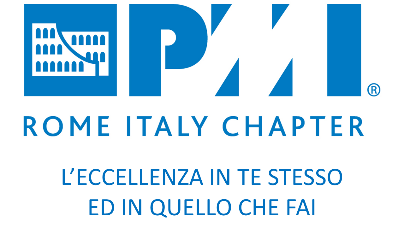 PMI®
ROME ITALY CHAPTER
L'ECCELLENZA IN TE STESSO
ED IN QUELLO CHE FAI